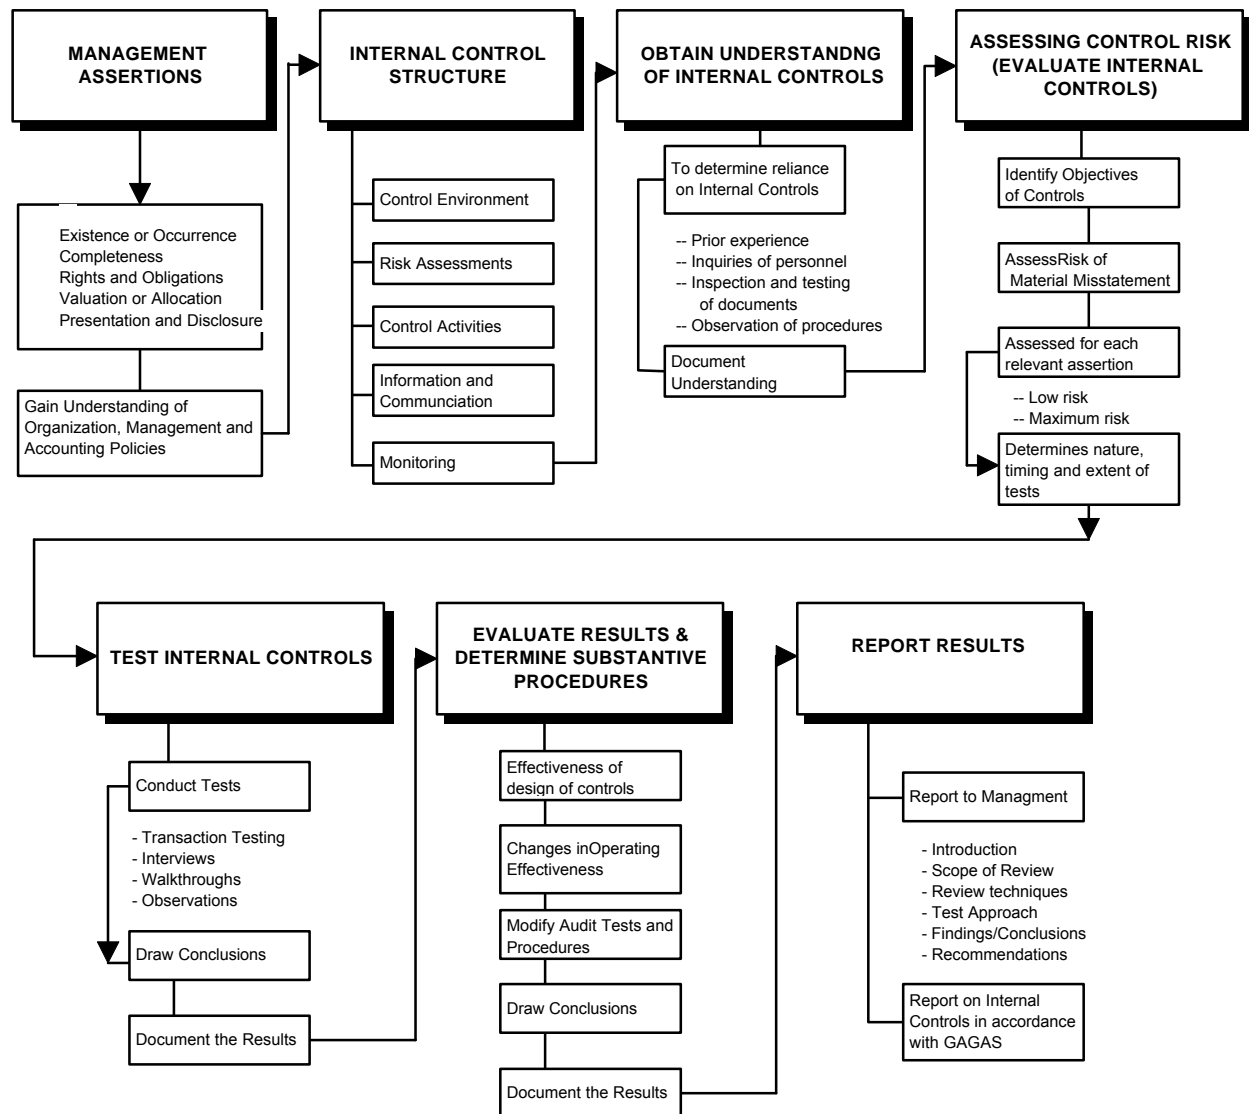 MANAGEMENT
ASSERTIONS
Existence or Occurrence
Completeness
Rights and Obligations
Valuation or Allocation
Presentation and Disclosure
Gain Understanding of
Organization, Management and
Accounting Policies
INTERNAL CONTROL
STRUCTURE
Control Environment
Risk Assessments
Control Activities
Information and
Communciation
Monitoring
OBTAIN UNDERSTANDNG
OF INTERNAL CONTROLS
To determine reliance
on Internal Controls
-- Prior experience
-- Inquiries of personnel
-- Inspection and testing
of documents
-- Observation of procedures
Document
Understanding
ASSESSING CONTROL RISK
(EVALUATE INTERNAL
CONTROLS)
Identify Objectives
of Controls
AssessRisk of
Material Misstatement
Assessed for each
relevant assertion
-- Low risk
-- Maximum risk
Determines nature,
timing and extent of
tests
TEST INTERNAL CONTROLS
Conduct Tests
- Transaction Testing
- Interviews
- Walkthroughs
- Observations
Draw Conclusions
Document the Results
EVALUATE RESULTS &
DETERMINE SUBSTANTIVE
PROCEDURES
Effectiveness of
design of controls
Changes inOperating
Effectiveness
Modify Audit Tests and
Procedures
Draw Conclusions
Document the Results
REPORT RESULTS
Report to Managment
- Introduction
- Scope of Review
- Review techniques
- Test Approach
- Findings/Conclusions
- Recommendations
Report on Internal
Controls in accordance
with GAGAS